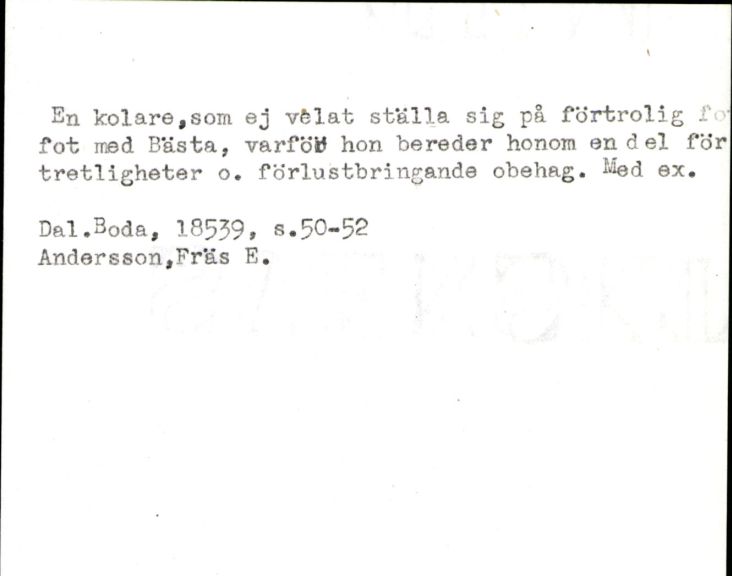 En kolare,som ej velat ställa sig på förtrolig fo
fot med Bästa, varför hon bereder honom en del för
tretligheter o. förlustbringande obehag. Med ex.
Dal.Boda, 18539, s.50-52
Andersson,Fräs E.